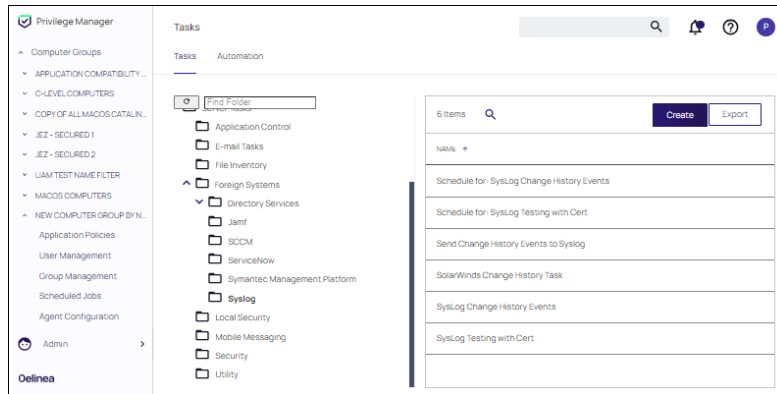 Privilege Manager
Computer Groups
APPLICATION COMPATIBILITY...
C-LEVEL COMPUTERS
COPY OF ALL MACOS CATALIN...
JEZ - SECURED 1
JEZ - SECURED 2
LIAM TEST NAME FILTER
MACOS COMPUTERS
NEW COMPUTER GROUP BY N...
Application Policies
User Management
Group Management
Scheduled Jobs
Agent Configuration
Admin
Delinea
Tasks
P
Tasks Automation
Find Folder
Server Tasks
Application Control
E-mail Tasks
File Inventory
Foreign Systems
Directory Services
Jamf
SCCM
ServiceNow
Symantec Management Platform
Syslog
Local Security
Mobile Messaging
Security
Utility
6 Items
Create Export
NAME
Schedule for: SysLog Change History Events
Schedule for: SysLog Testing with Cert
Send Change History Events to Syslog
SolarWinds Change History Task
SysLog Change History Events
SysLog Testing with Cert